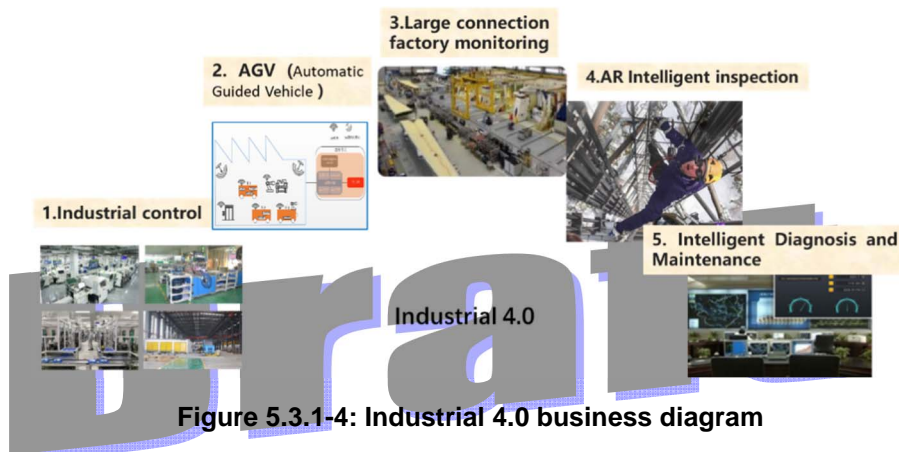 3.Large connection
factory monitoring
2. AGV (Automatic
Guided Vehicle )
4.AR Intelligent inspection
1.Industrial control
5. Intelligent Diagnosis and
Maintenance
Industrial 4.0
Draft
Figure 5.3.1-4: Industrial 4.0 business diagram